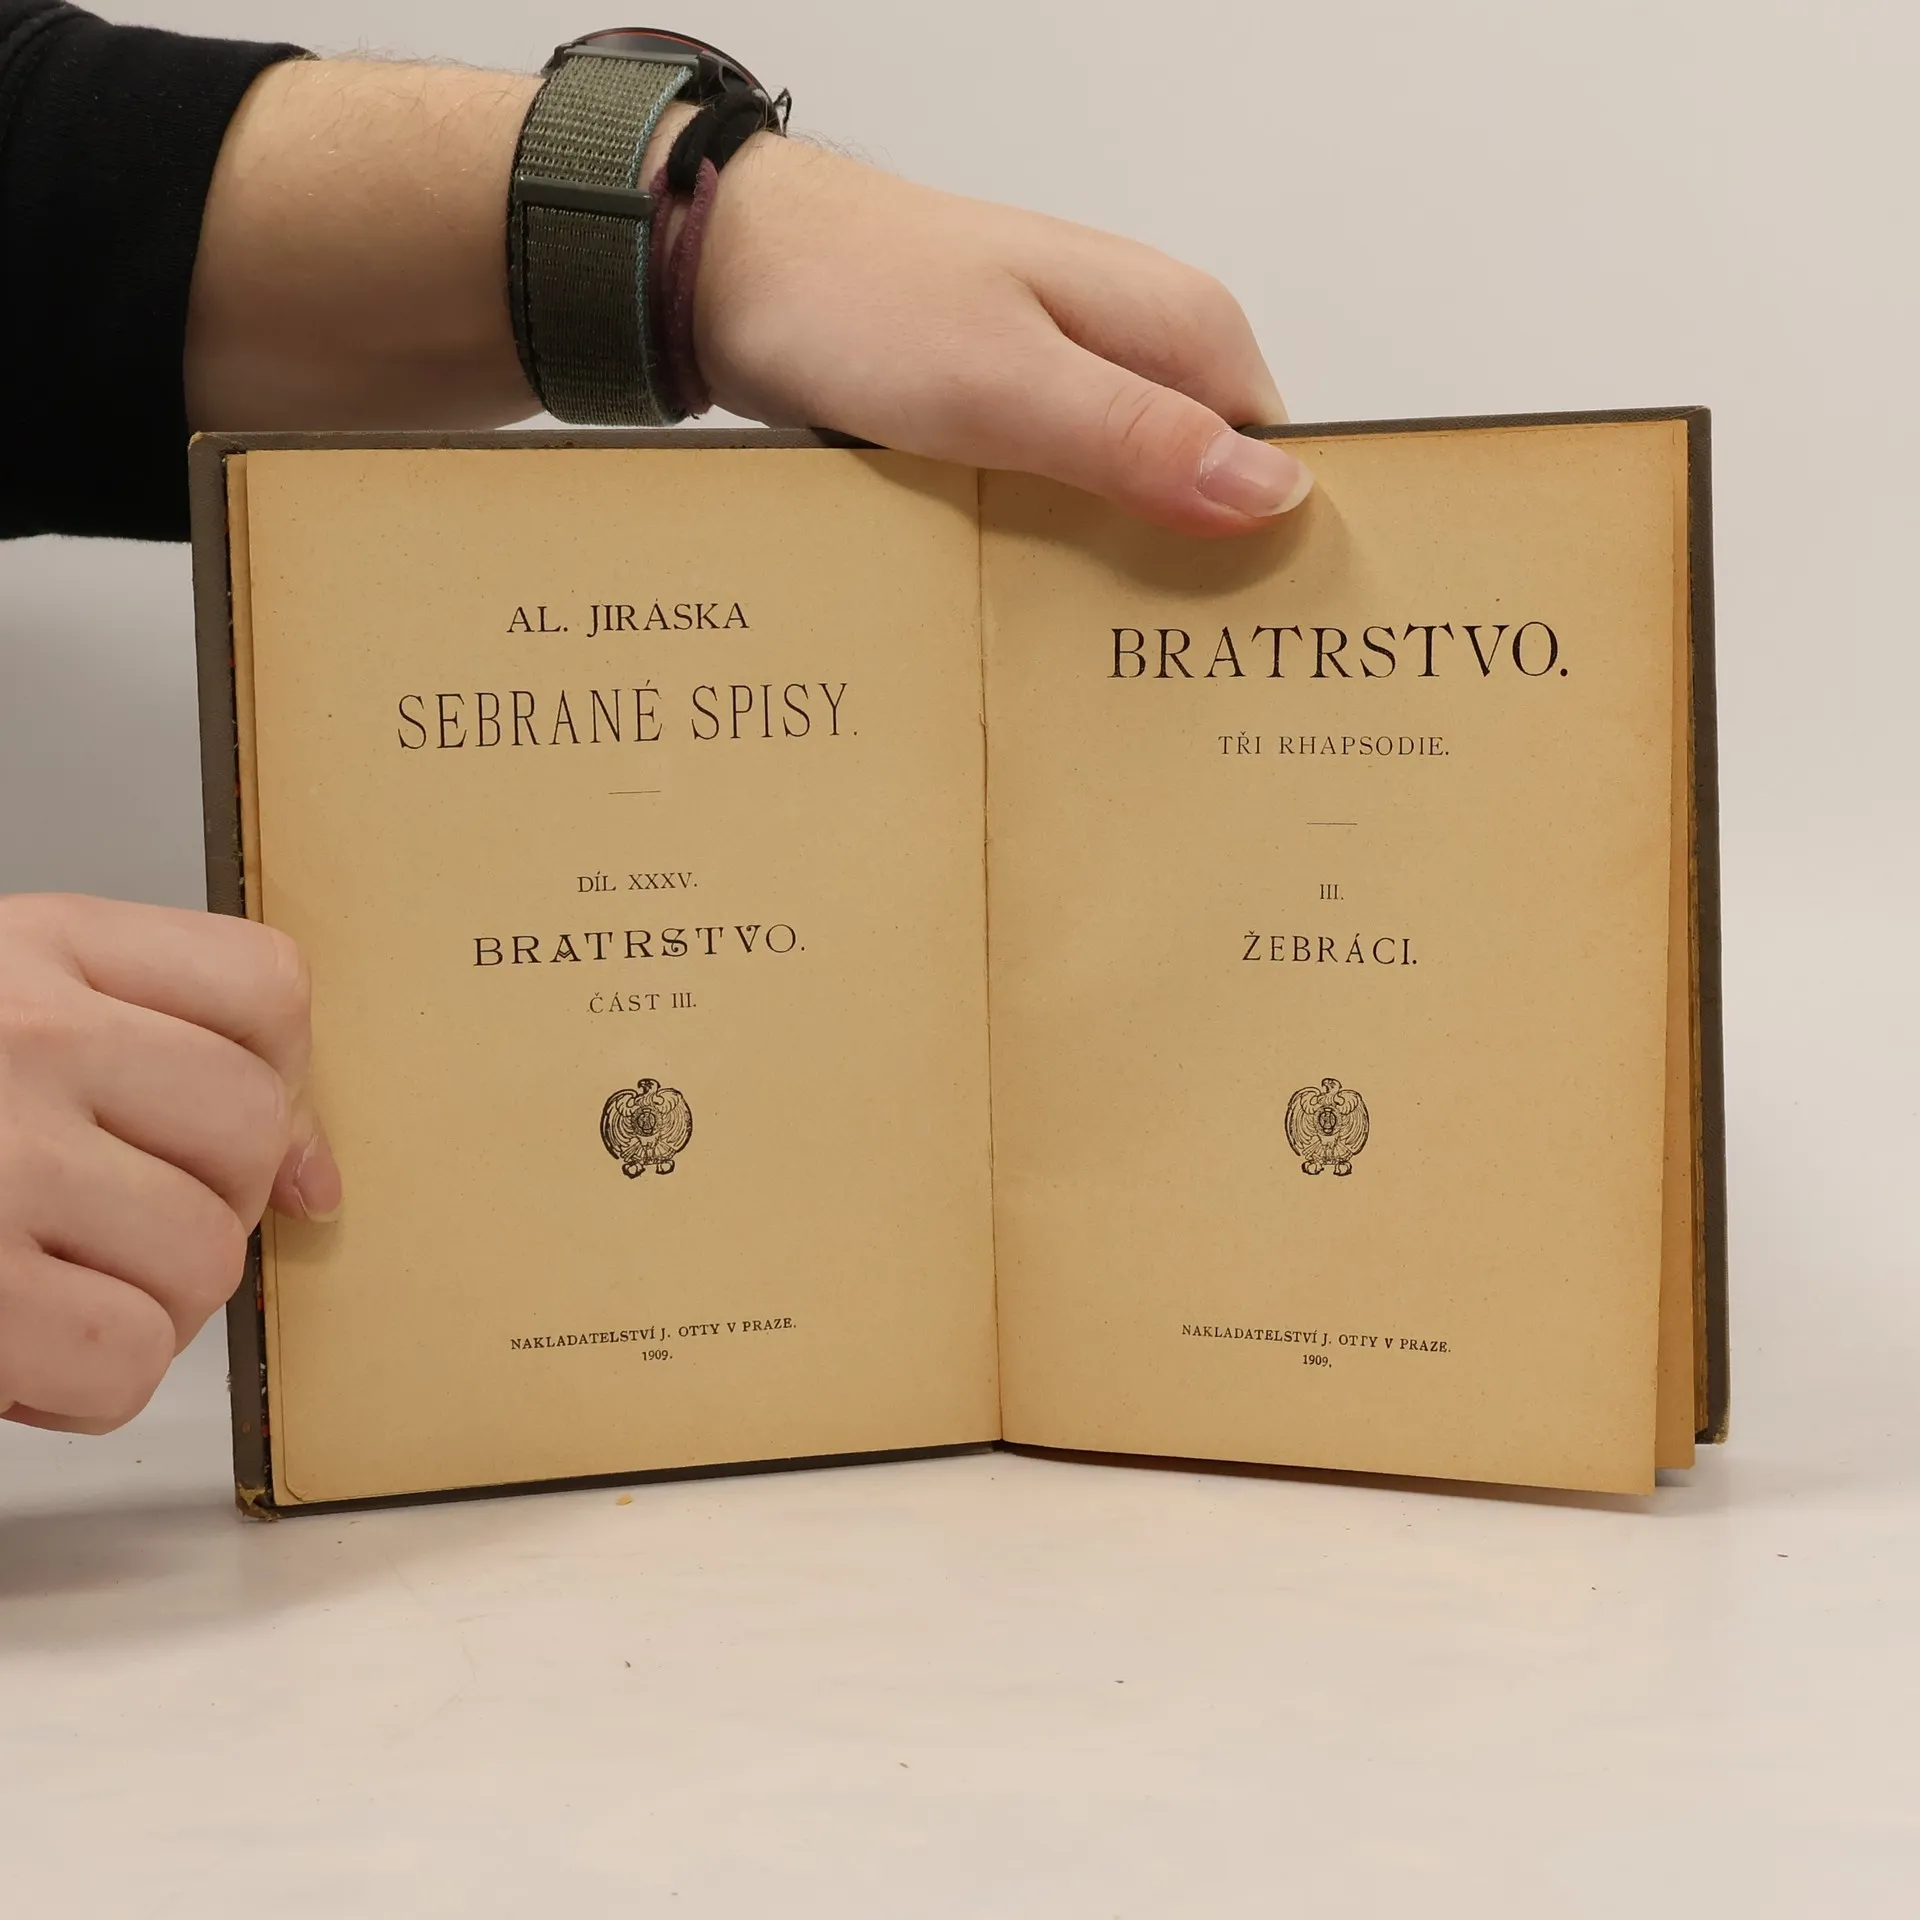 AL. JIRÁSKA
SEBRANÉ SPISY.
DÍL XXXV.
BRATRSTVO.
ČÁST III.
NAKLADATELSTVÍ J. OTTY V PRAZE.
1909.
BRATRSTVO.
TŘI RHAPSODIE.
III.
ŽEBRÁCI.
NAKLADATELSTVÍ J. OTTY V PRAZE.
1909.